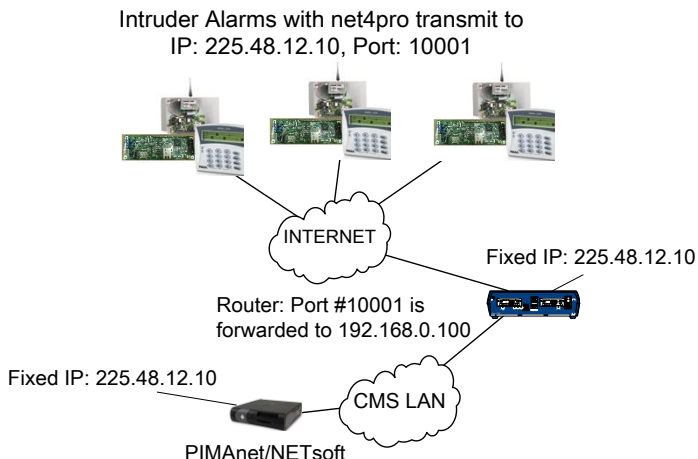 Intruder Alarms with net4pro transmit to
IP: 225.48.12.10, Port: 10001
INTERNET
Fixed IP: 225.48.12.10
Router: Port #10001 is
forwarded to 192.168.0.100
Fixed IP: 225.48.12.10
CMS LAN
PIMAnet/NETsoft